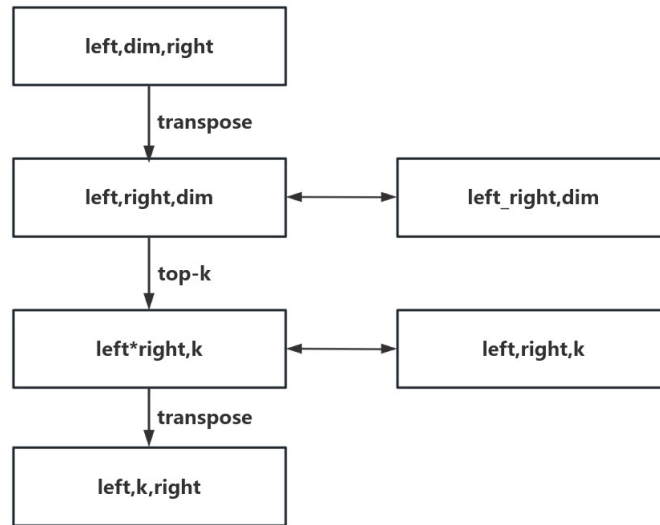 left,dim,right
transpose
left,right,dim
left_right,dim
top-k
left*right,k
left,right,k
transpose
left,k,right